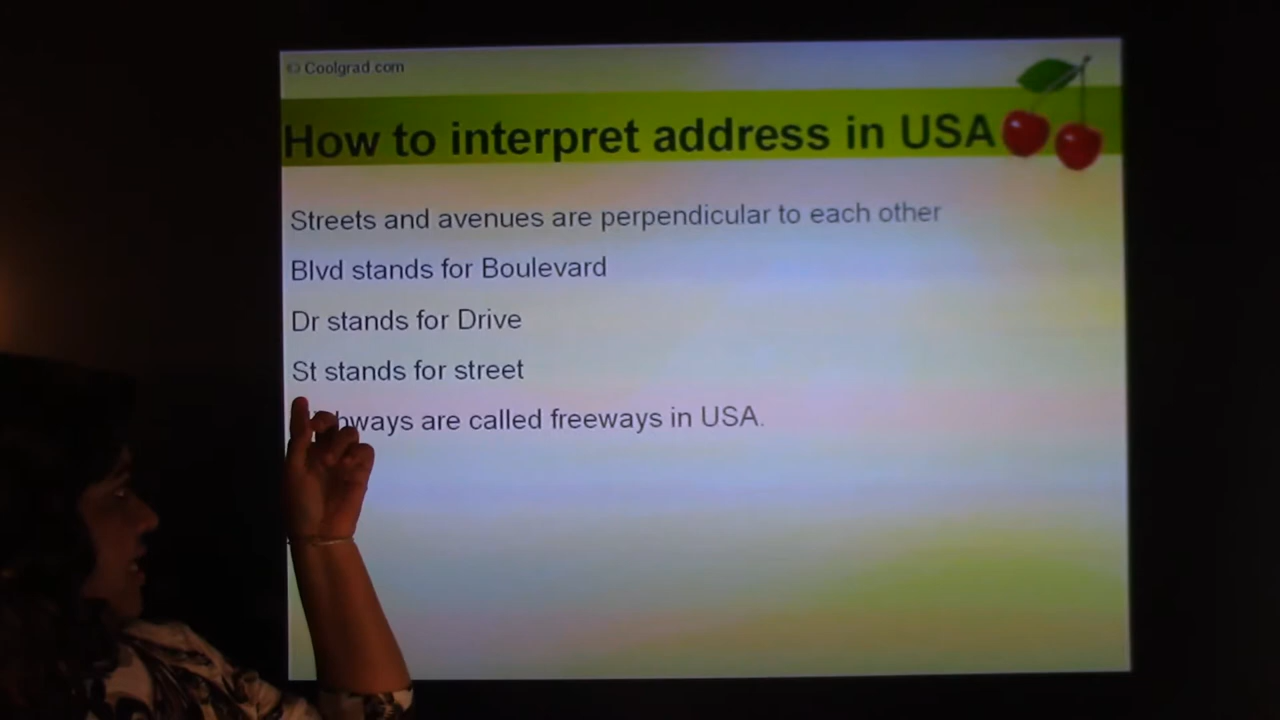 © Coolgrad.com
How to interpret address in USA
Streets and avenues are perpendicular to each other
Blvd stands for Boulevard
Dr stands for Drive
St stands for street
are called freeways in USA.